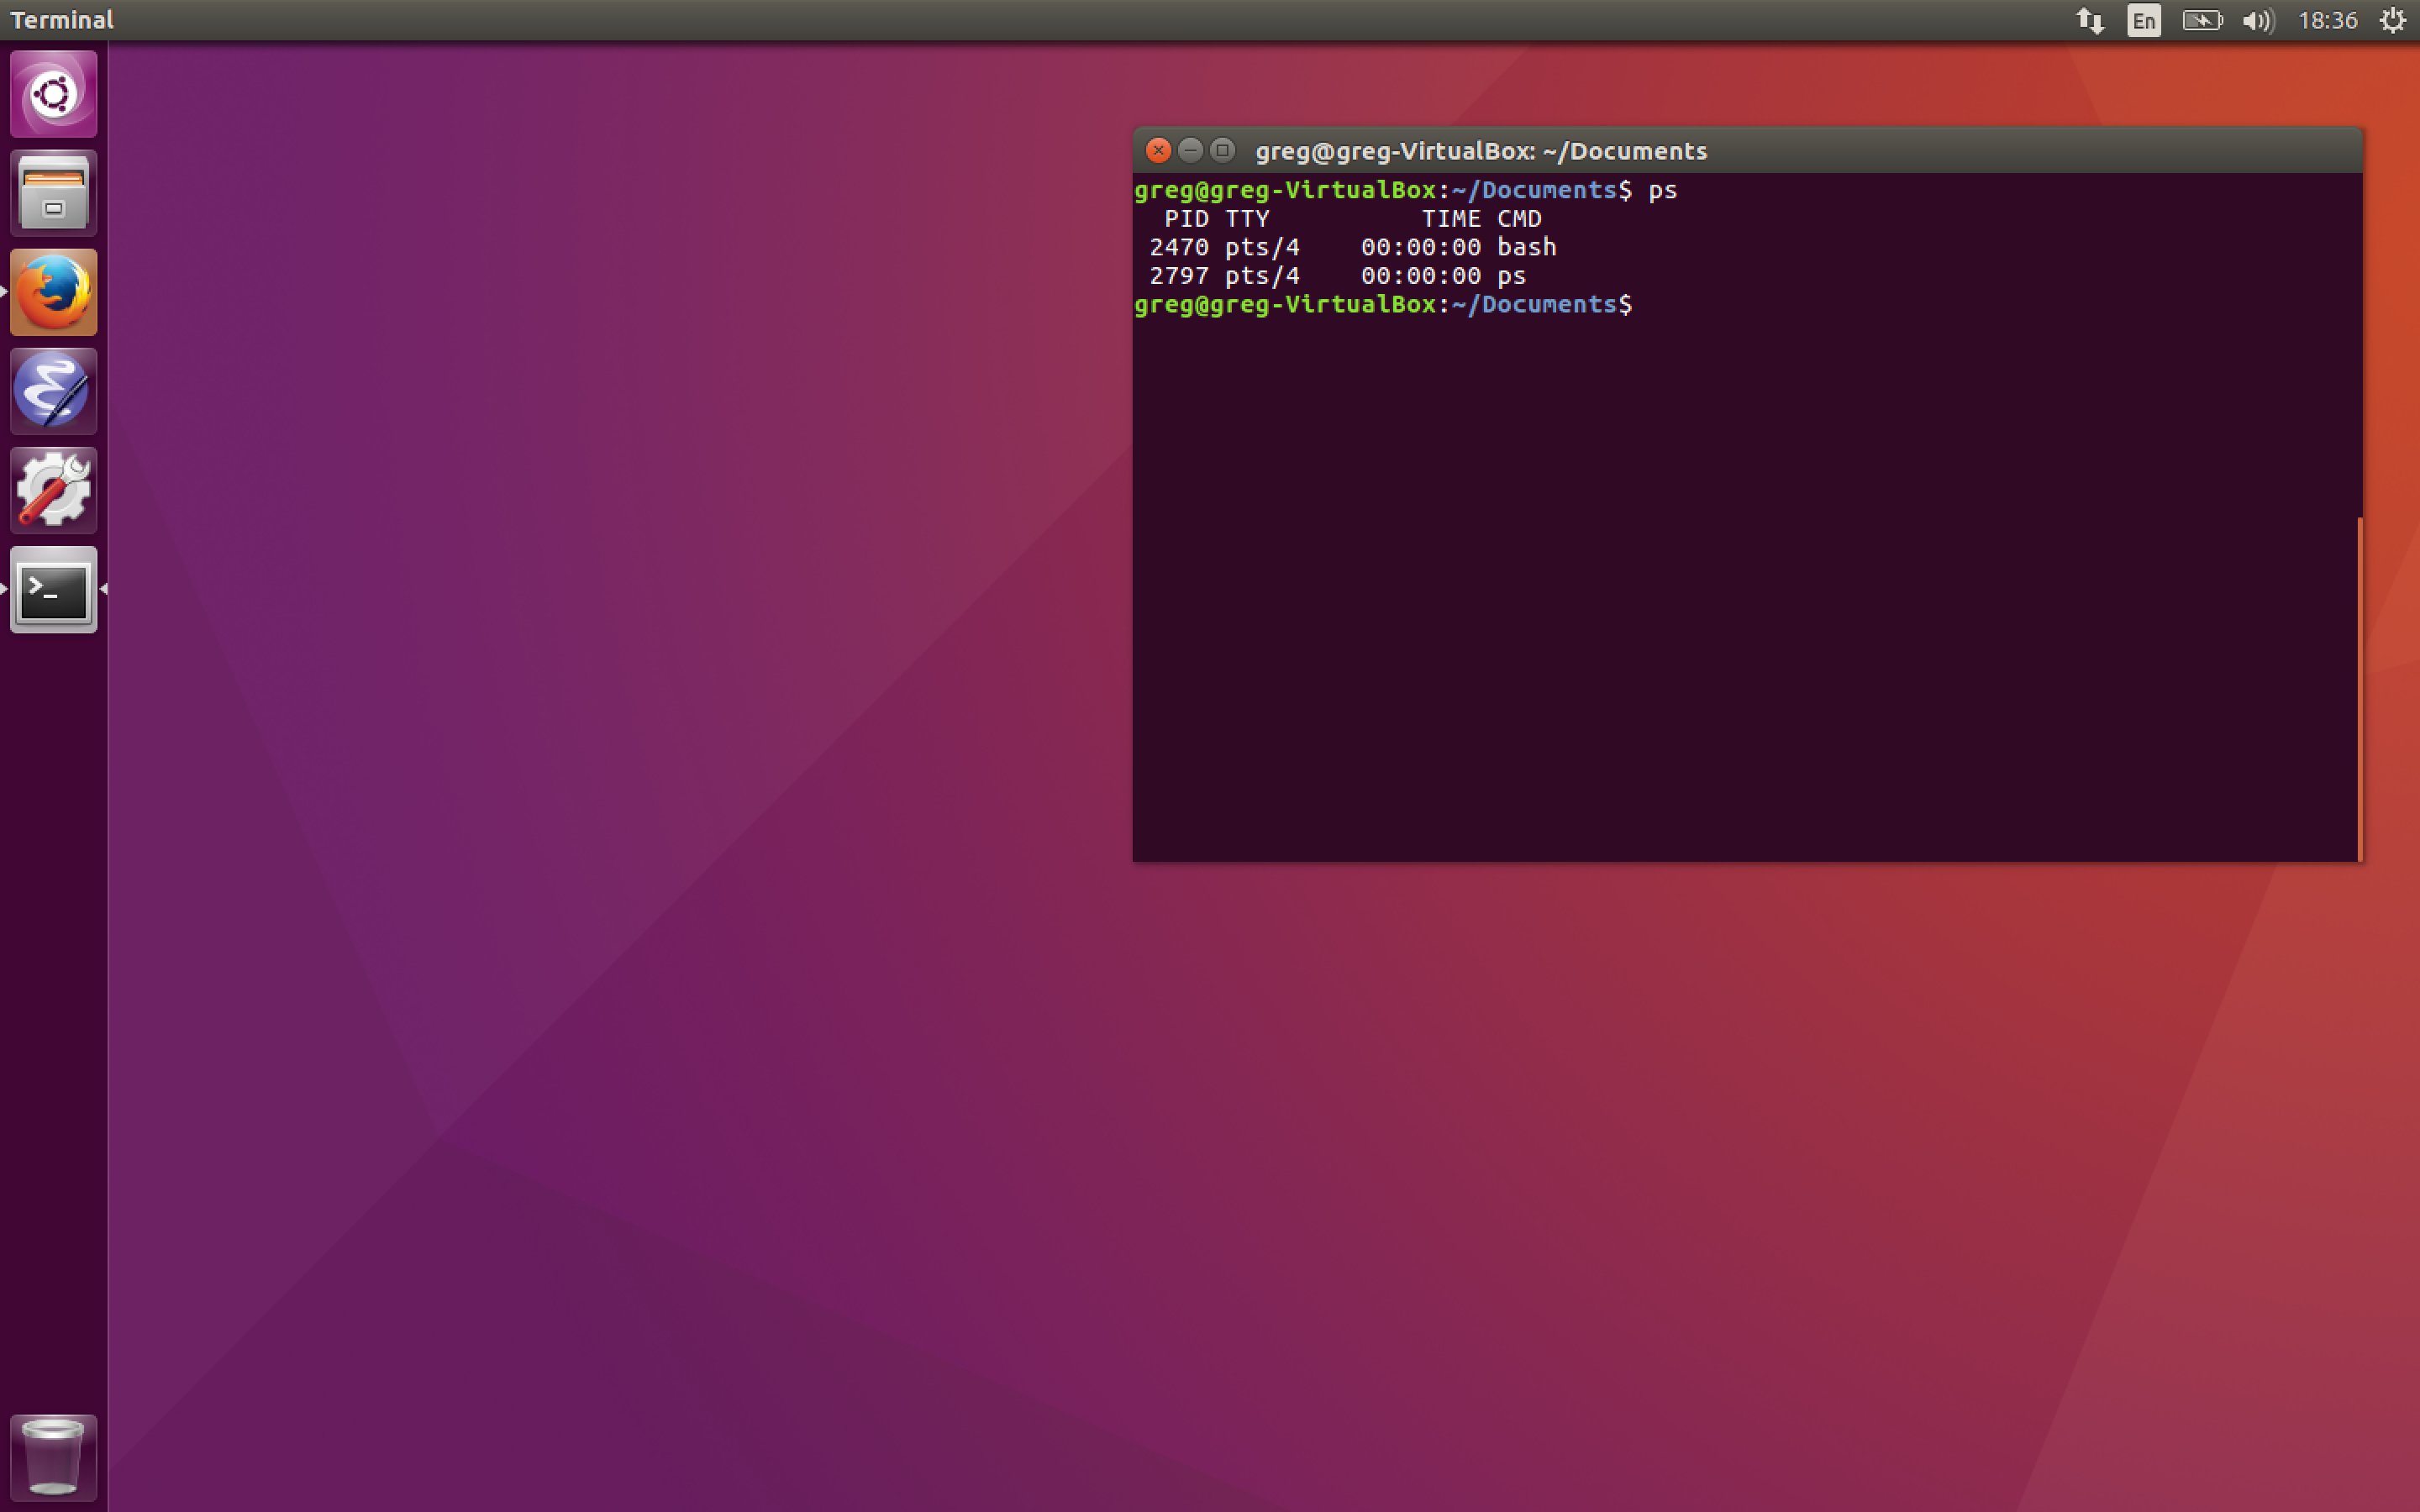 Terminal
En
18:36
greg@greg-VirtualBox: ~/Documents
greg@greg-VirtualBox:~/Documents$ ps
  PID TTY          TIME CMD
 2470 pts/4    00:00:00 bash
 2797 pts/4    00:00:00 ps
greg@greg-VirtualBox:~/Documents$